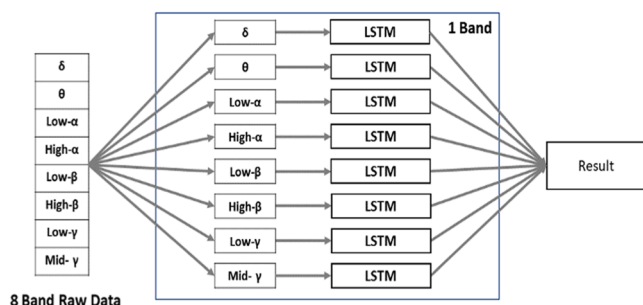 δ
θ
Low-α
High-α
Low-β
High-β
Low-γ
Mid- γ
8 Band Raw Data
1 Band
δ LSTM
θ LSTM
Low-α LSTM
High-α LSTM
Low-β LSTM
High-β LSTM
Low-γ LSTM
Mid- γ LSTM
Result